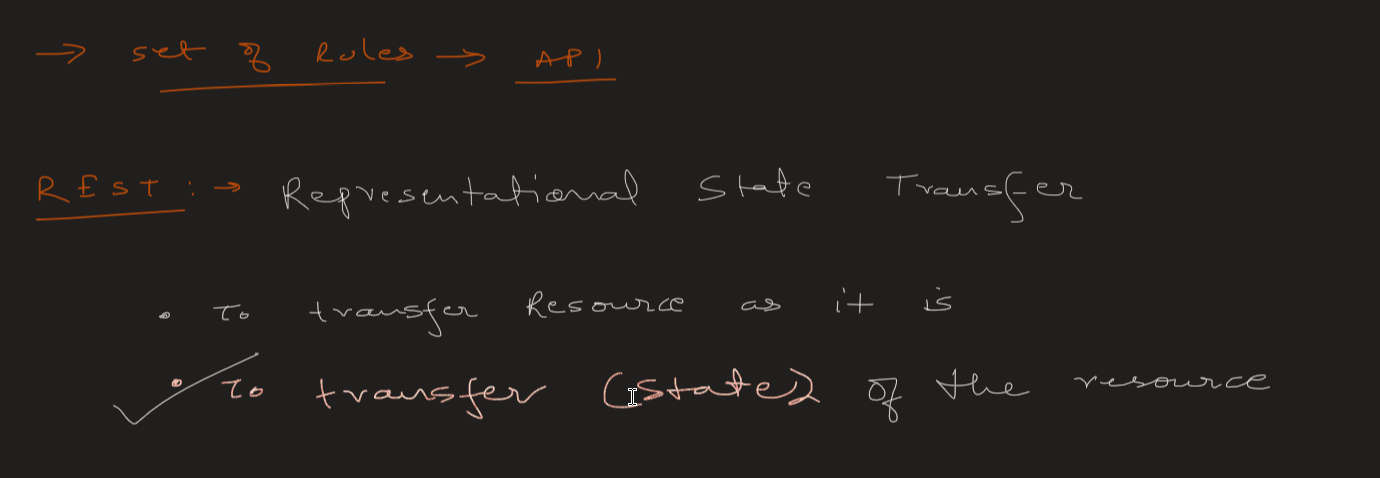 → set of Rules → API
REST : → Representational State Transfer
• To transfer Resource as it is
• To transfer (state) of the resource